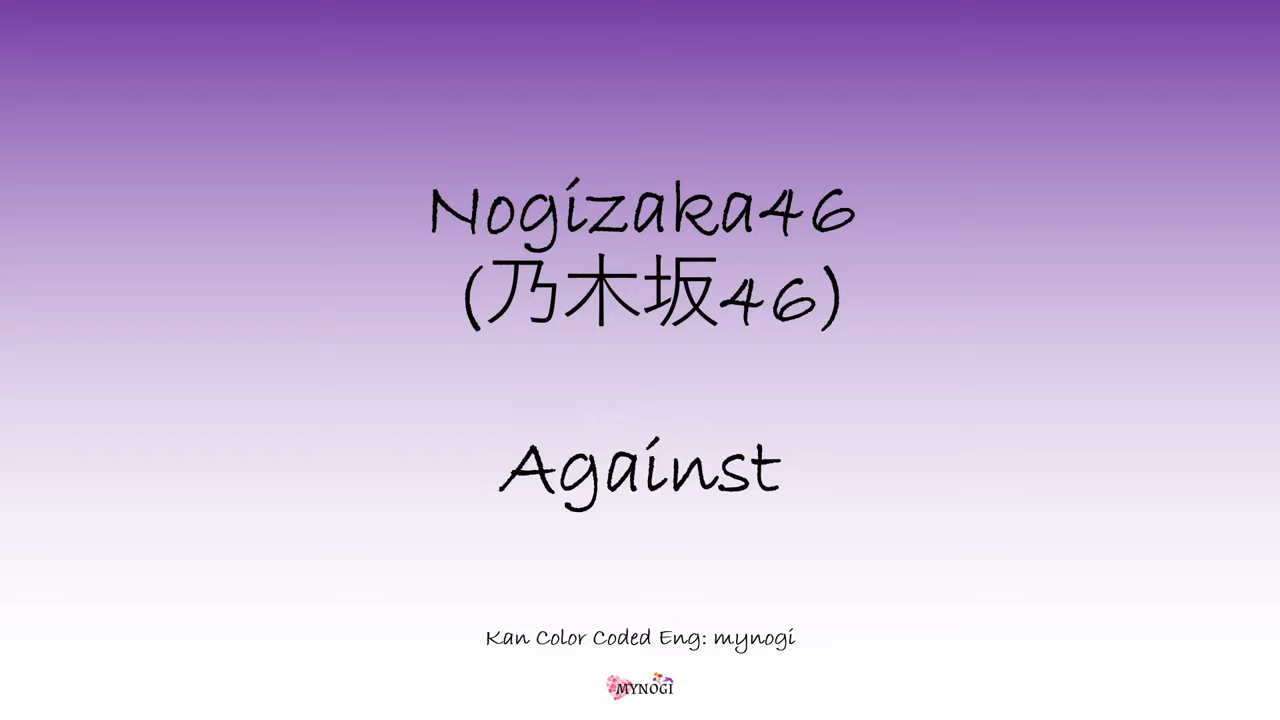 Nogizaka46
(乃木坂46)
Against
Kan Color Coded Eng: mynogi
MYNOGI